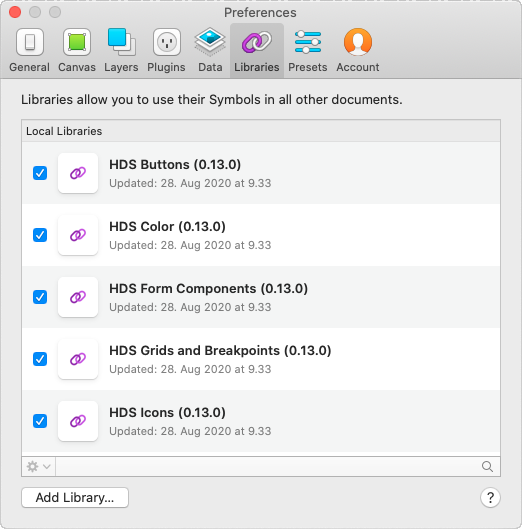 Preferences
General Canvas Layers Plugins Data Libraries Presets Account
Libraries allow you to use their Symbols in all other documents.
Local Libraries
HDS Buttons (0.13.0)
Updated: 28. Aug 2020 at 9.33
HDS Color (0.13.0)
Updated: 28. Aug 2020 at 9.33
HDS Form Components (0.13.0)
Updated: 28. Aug 2020 at 9.33
HDS Grids and Breakpoints (0.13.0)
Updated: 28. Aug 2020 at 9.33
HDS Icons (0.13.0)
Updated: 28. Aug 2020 at 9.33
Add Library... ?